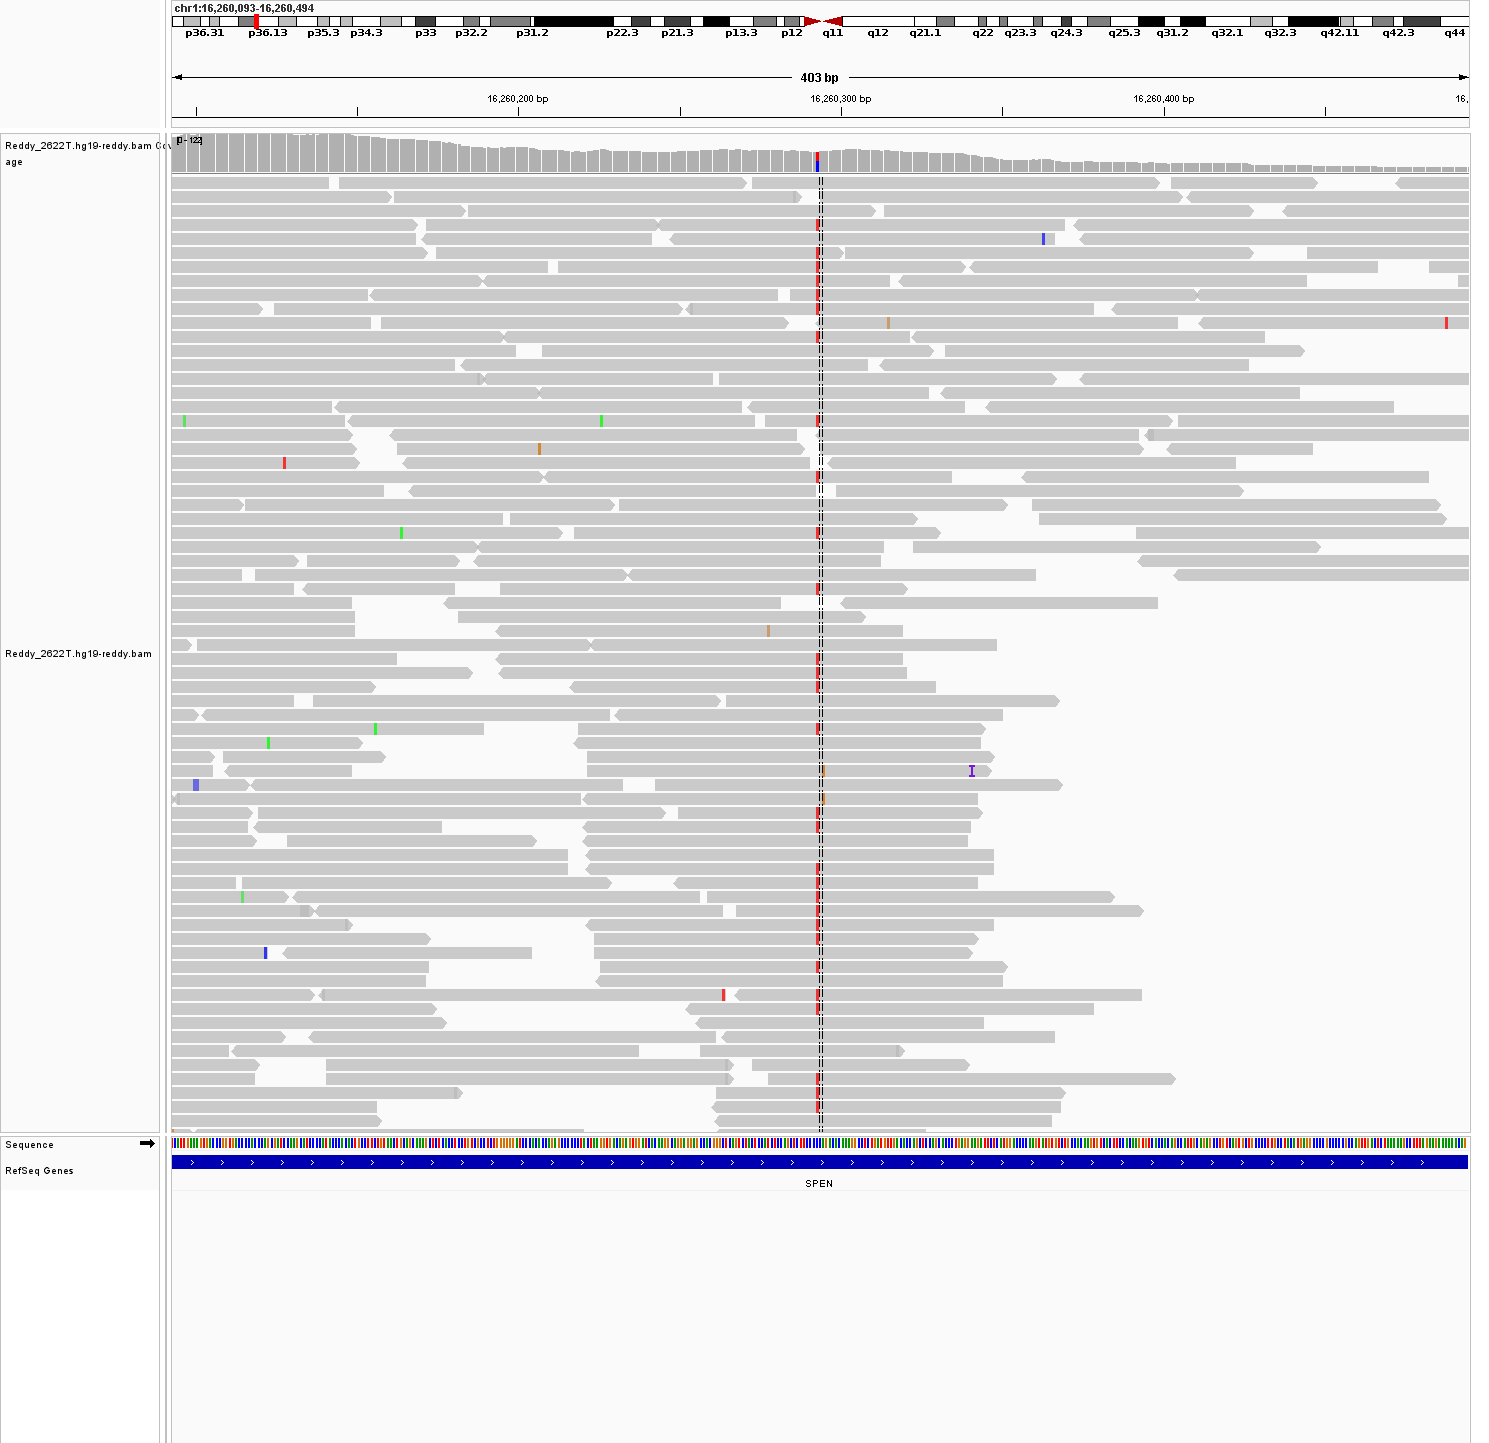 chr1:16,260,093-16,260,494
p36.31 p36.13 p35.3 p34.3 p33 p32.2 p31.2 p22.3 p21.3 p13.3 p12 q11 q12 q21.1 q22 q23.3 q24.3 q25.3 q31.2 q32.1 q32.3 q42.11 q42.3 q44
403 bp
16,260,200 bp 16,260,300 bp 16,260,400 bp 16,
Reddy_2622T.hg19-reddy.bam Cov
age
[0 - 122]
Reddy_2622T.hg19-reddy.bam
Sequence
RefSeq Genes
SPEN